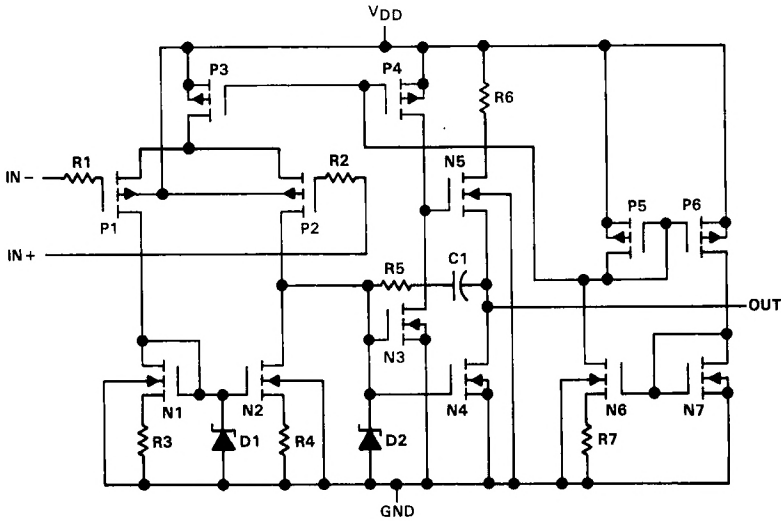 VDD
P3
P4
R6
R1
R2
N5
IN−
P1
P2
P5
P6
IN+
R5
C1
OUT
N3
N1
N2
N4
N6
N7
R3
D1
R4
D2
R7
GND